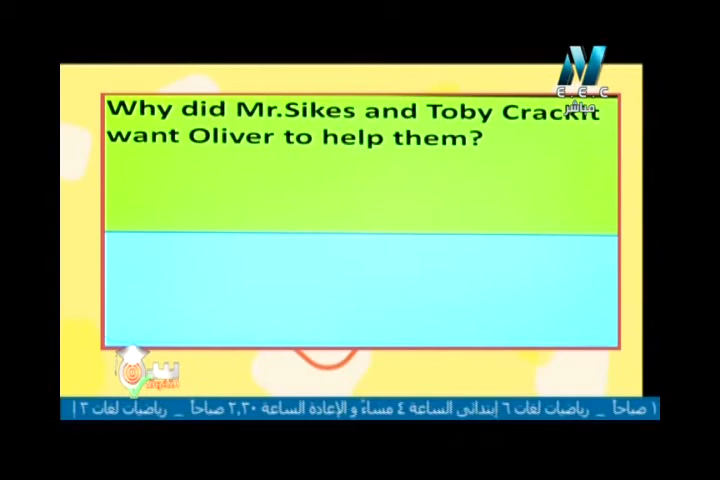 E.E.C
مباشر
Why did Mr.Sikes and Toby Crackit
want Oliver to help them?
١ صباحاً _ رياضيات لغات ٦ إبتدائى الساعة ٤ مساءً و الإعادة الساعة ٢,٣٠ صباحاً _ رياضيات لغات ٣ إ